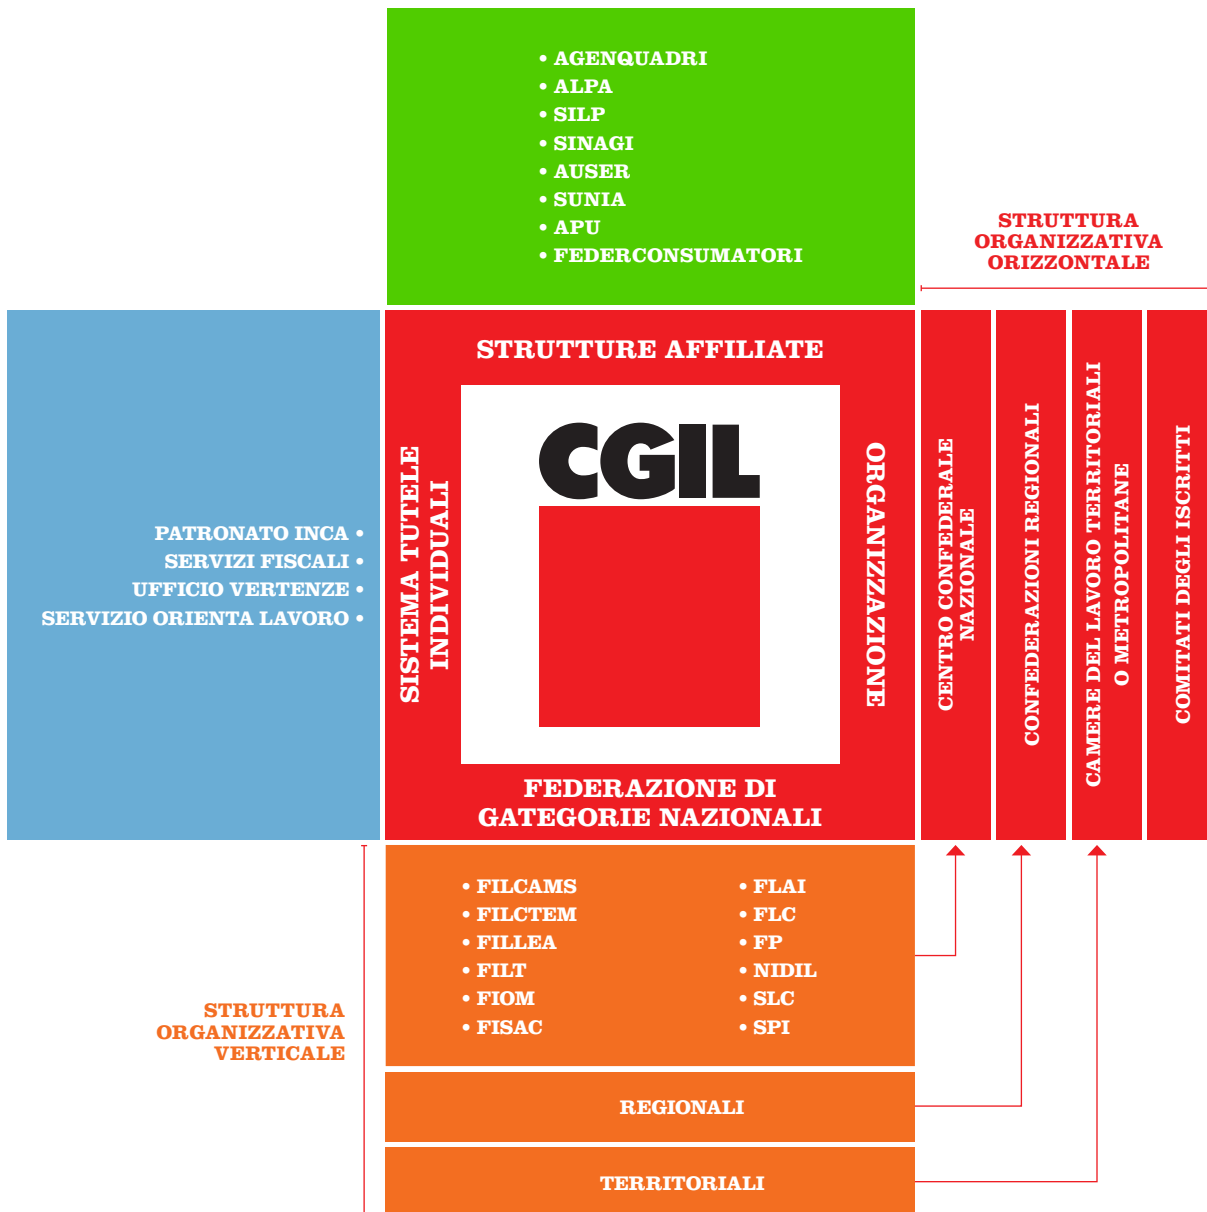 • AGENQUADRI
• ALPA
• SILP
• SINAGI
• AUSER
• SUNIA
• APU
• FEDERCONSUMATORI
STRUTTURA
ORGANIZZATIVA
ORIZZONTALE
STRUTTURE AFFILIATE
CGIL
PATRONATO INCA •
SERVIZI FISCALI •
UFFICIO VERTENZE •
SERVIZIO ORIENTA LAVORO •
SISTEMA TUTELE
INDIVIDUALI
ORGANIZZAZIONE
CENTRO CONFEDERALE
NAZIONALE
CONFEDERAZIONI REGIONALI
CAMERE DEL LAVORO TERRITORIALI
O METROPOLITANE
COMITATI DEGLI ISCRITTI
FEDERAZIONE DI
GATEGORIE NAZIONALI
• FILCAMS
• FILCTEM
• FILLEA
• FILT
• FIOM
• FISAC
• FLAI
• FLC
• FP
• NIDIL
• SLC
• SPI
STRUTTURA
ORGANIZZATIVA
VERTICALE
REGIONALI
TERRITORIALI